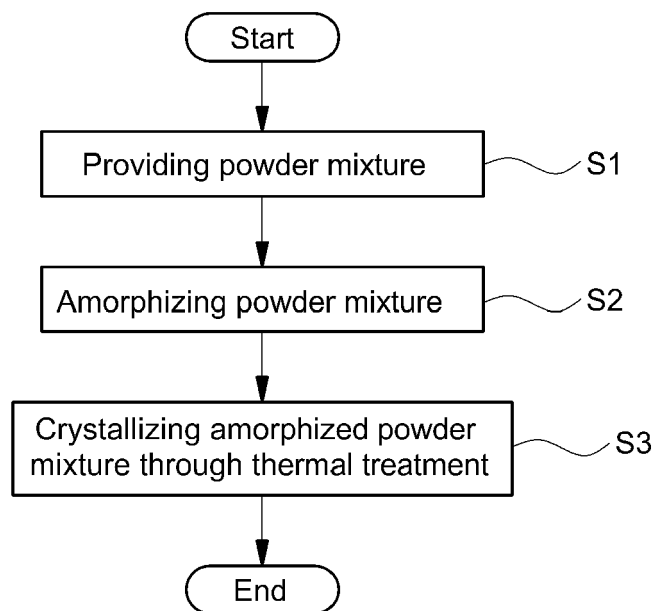 Start
Providing powder mixture
S1
Amorphizing powder mixture
S2
Crystallizing amorphized powder
mixture through thermal treatment
S3
End